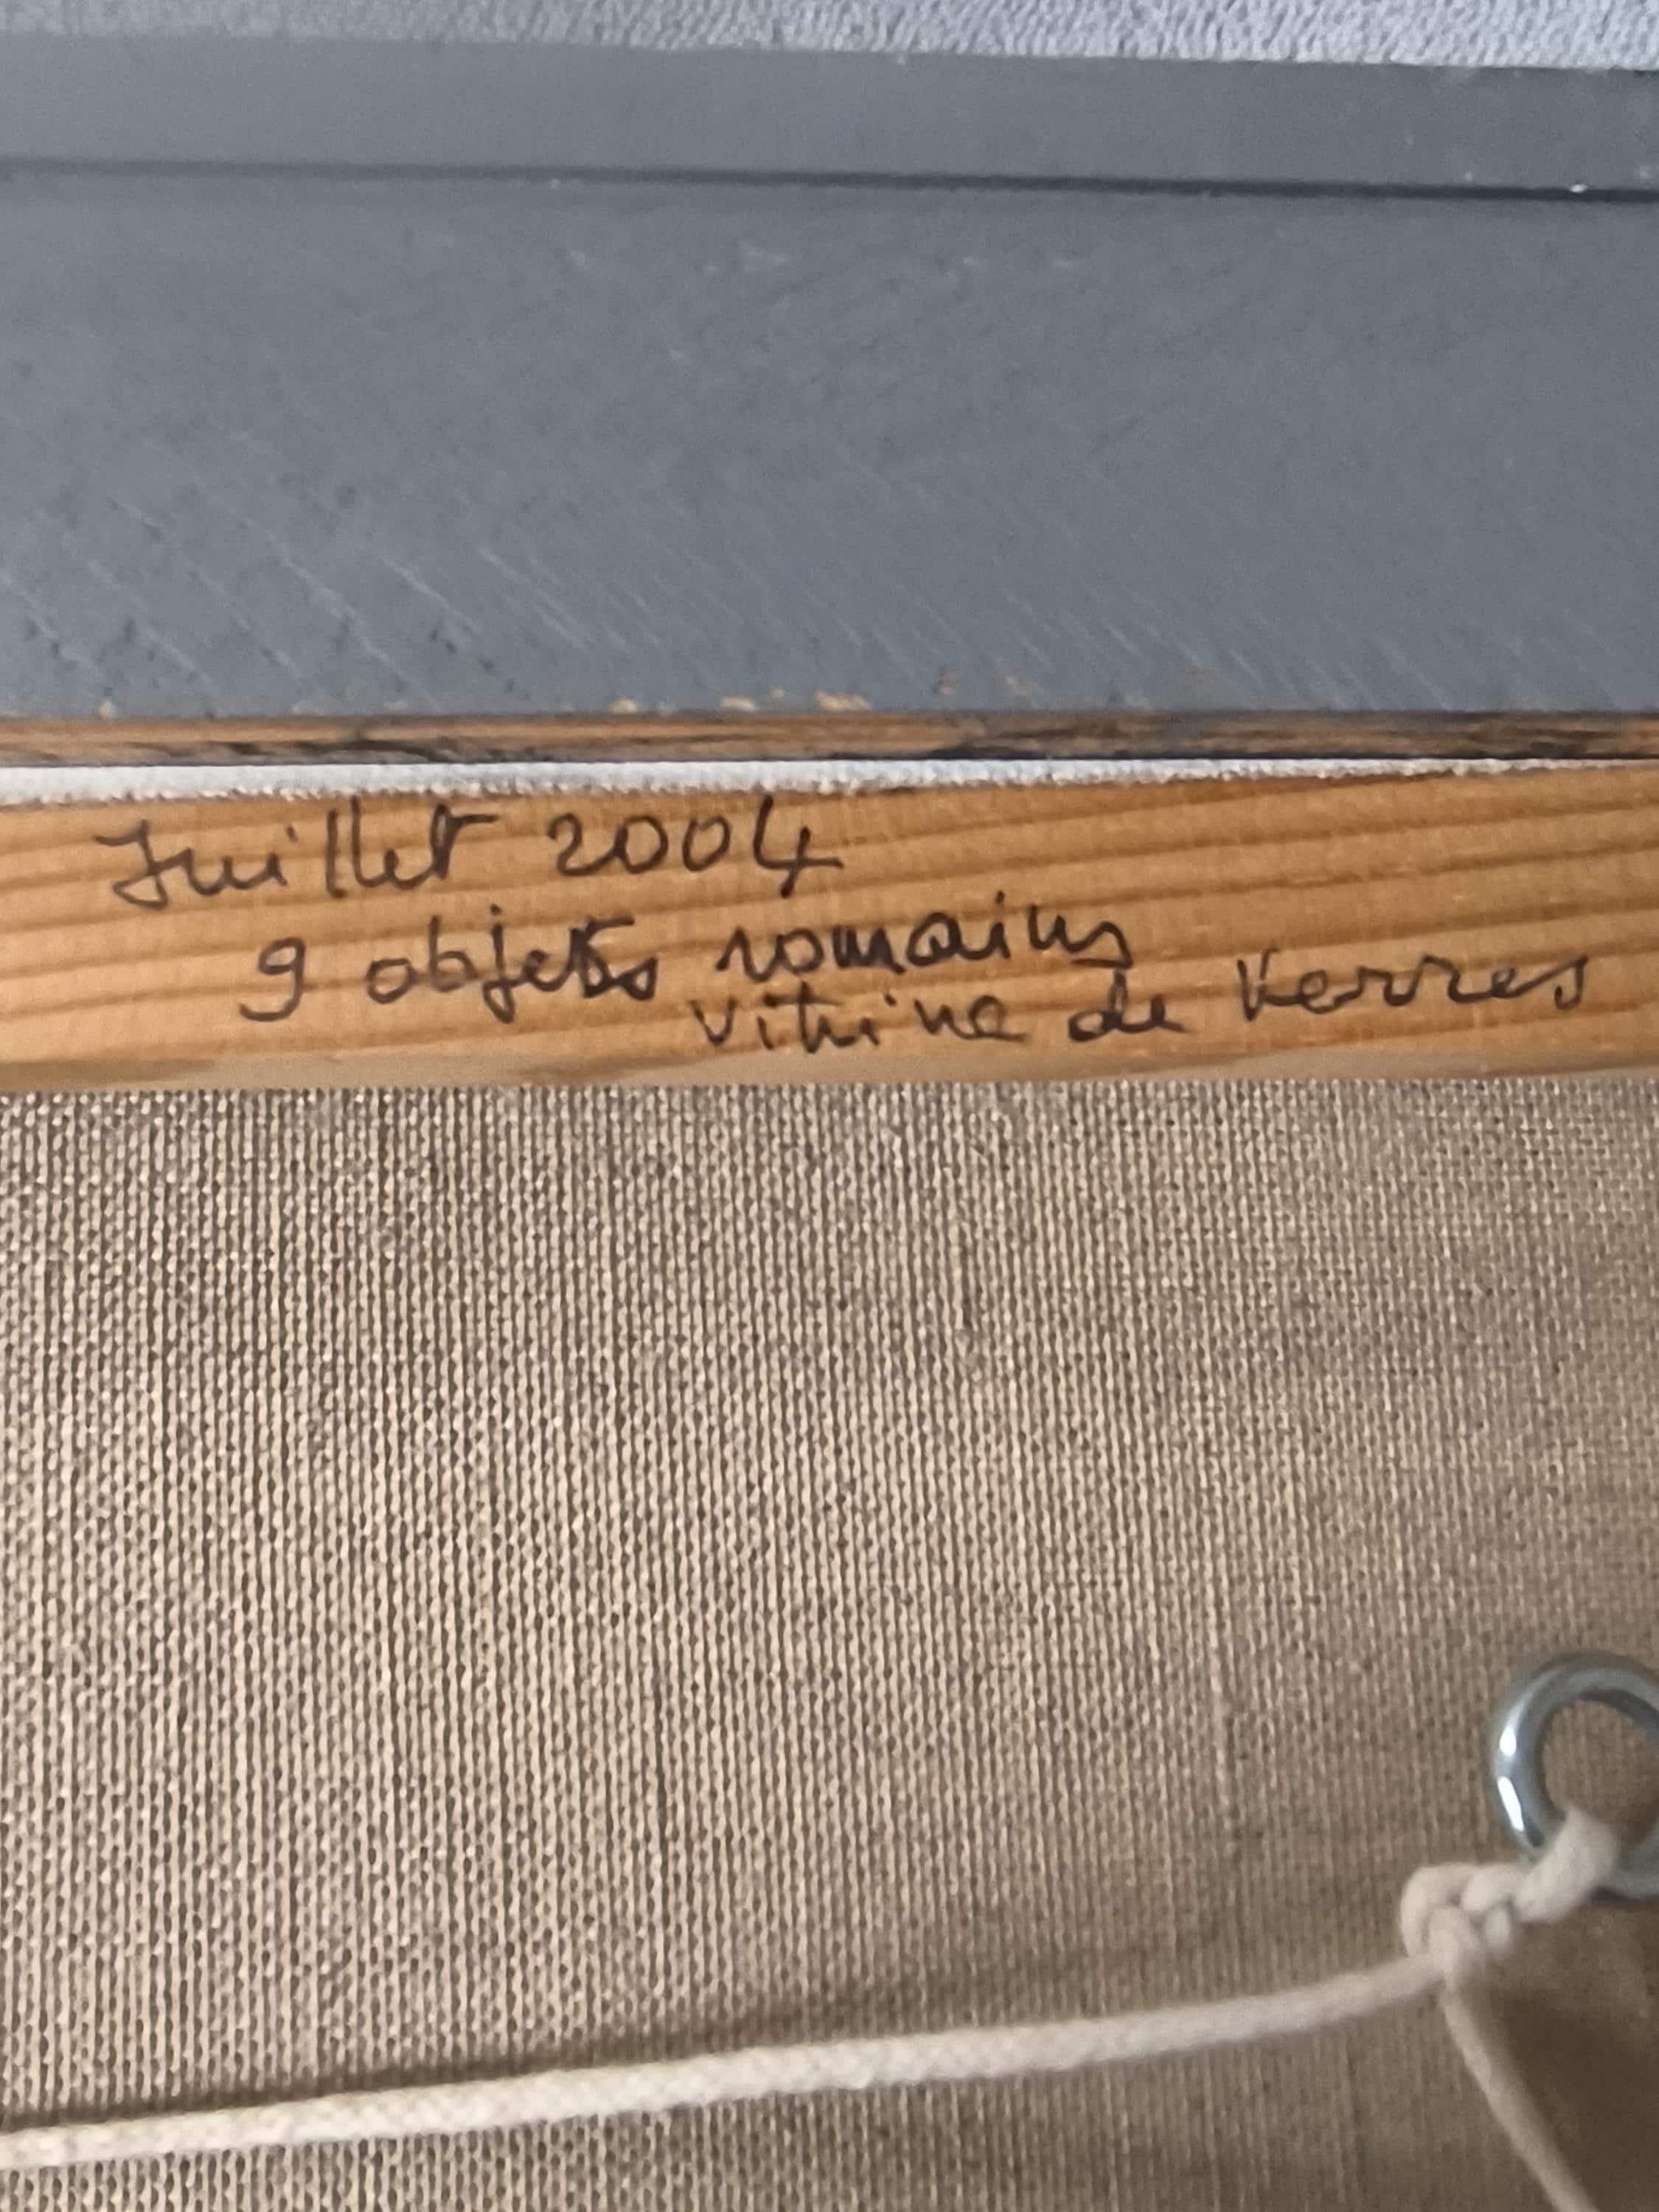 Juillet 2004
9 objets romains
vitrine de verres